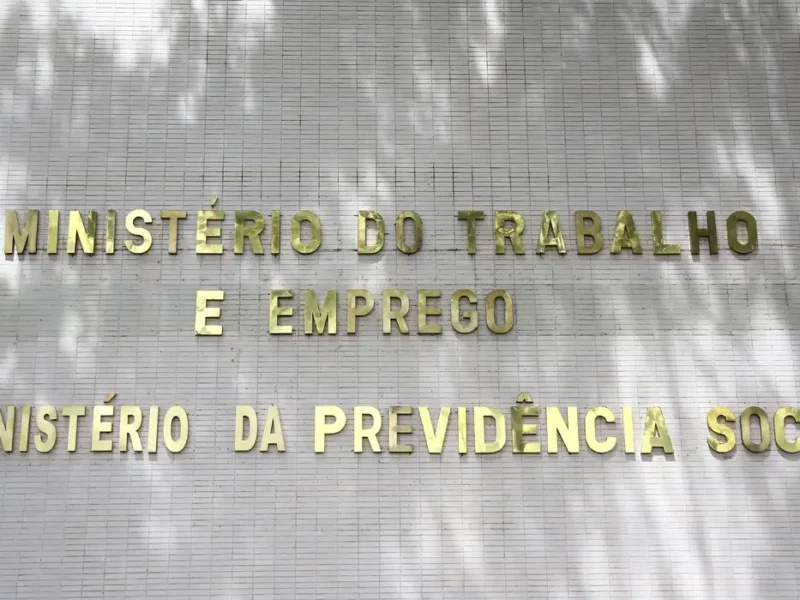 MINISTÉRIO DO TRABALHO
E EMPREGO
NISTÉRIO DA PREVIDÊNCIA SOC